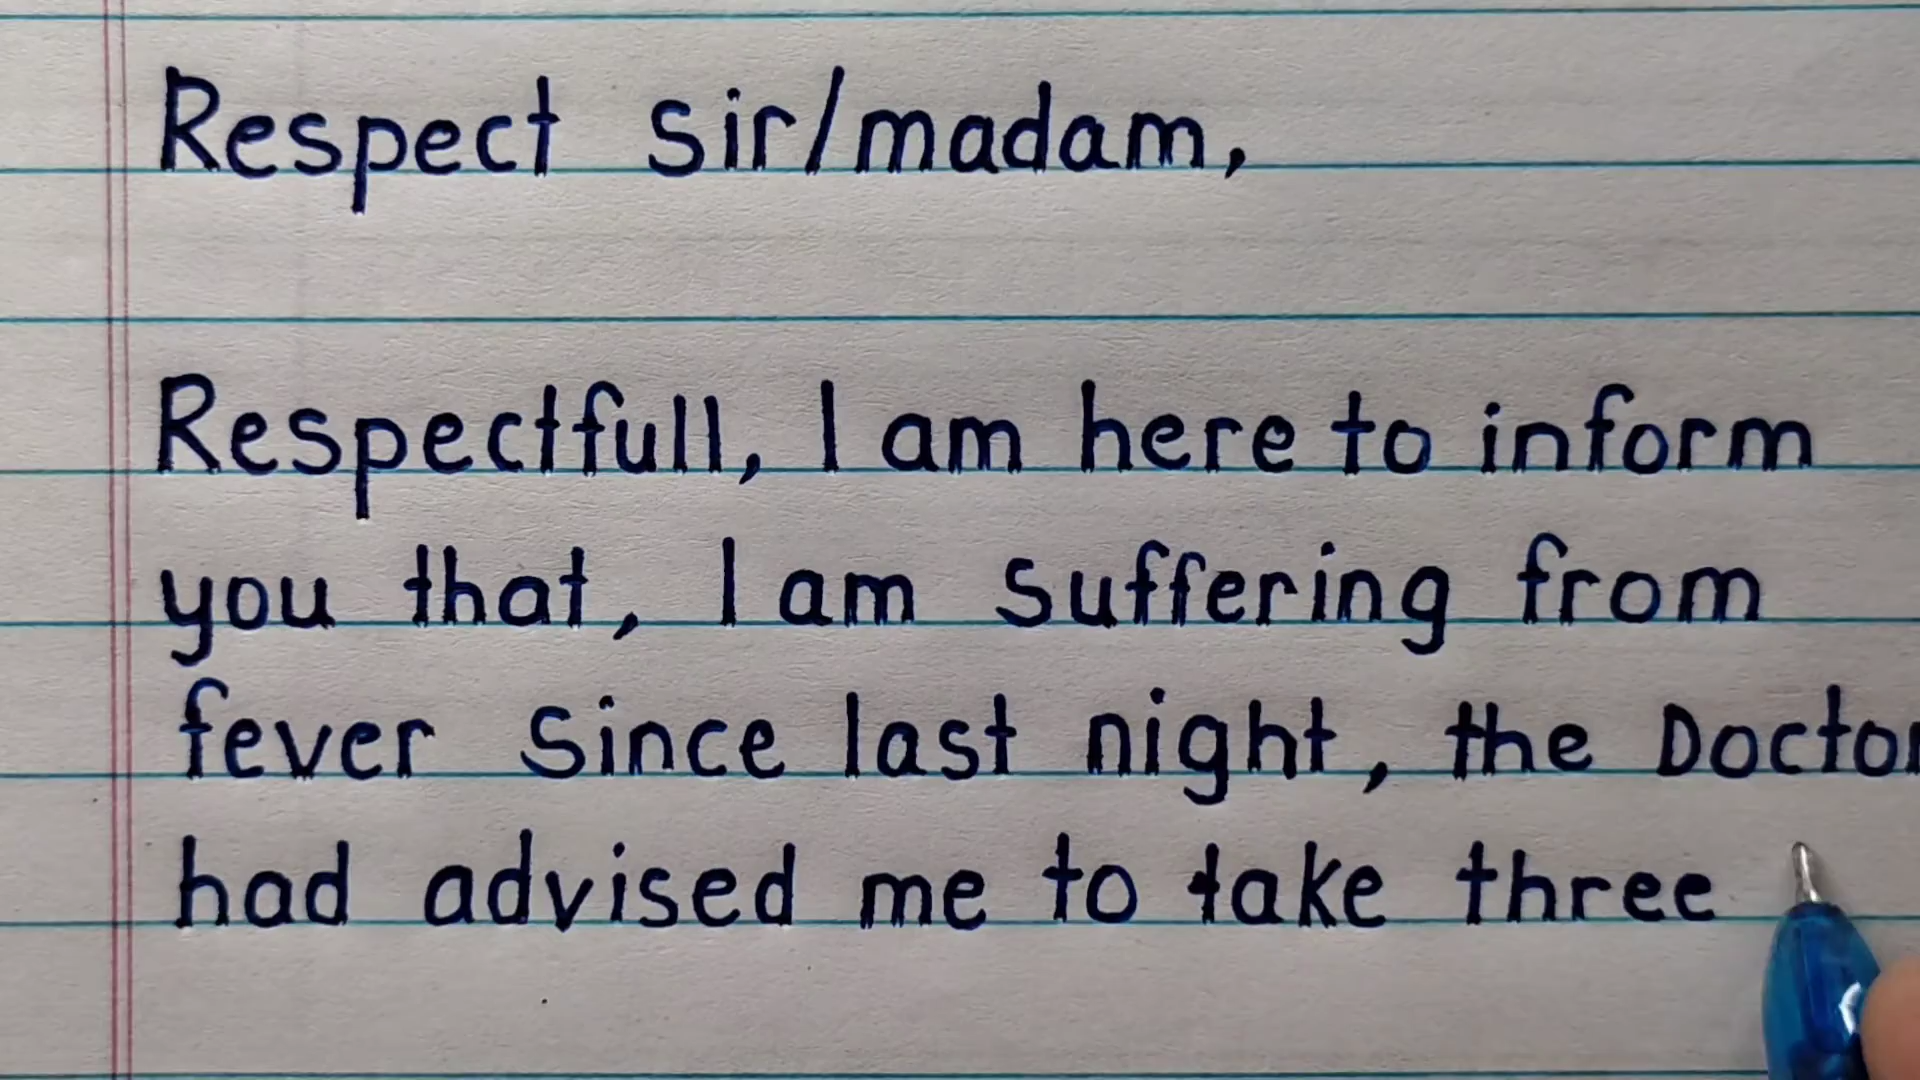 Respect sir/madam,
Respectfull, I am here to inform
you that, I am suffering from
fever since last night, the Doctor
had advised me to take three